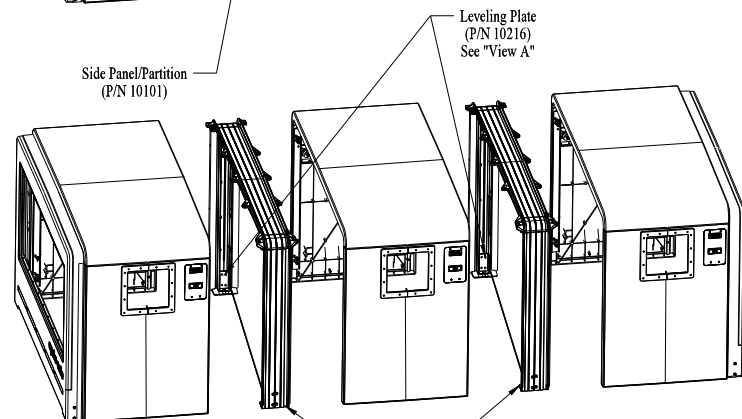 Leveling Plate
(P/N 10216)
See "View A"
Side Panel/Partition
(P/N 10101)